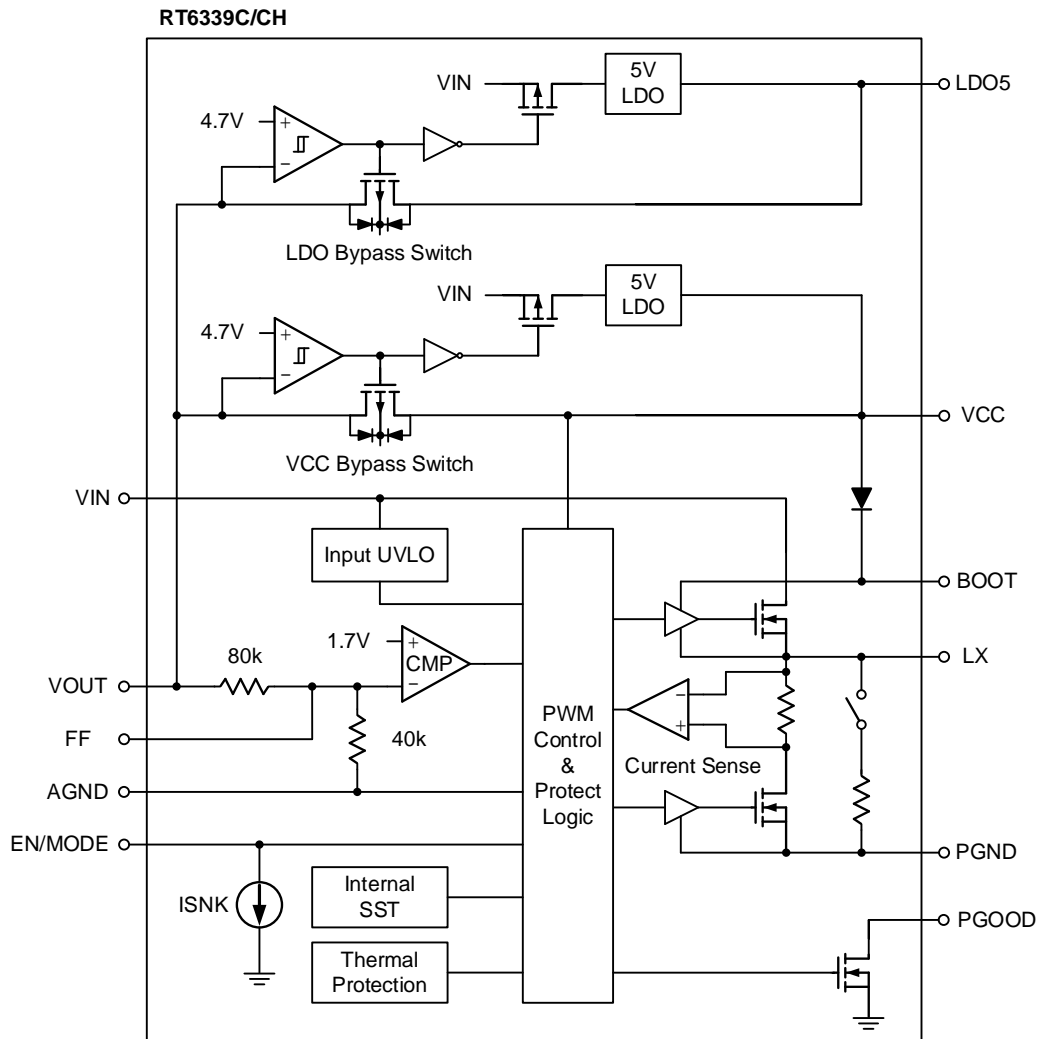 RT6339C/CH
VIN
5V
LDO
LDO5
4.7V
+
−
LDO Bypass Switch
VIN
5V
LDO
4.7V
+
−
VCC
VCC Bypass Switch
VIN
Input UVLO
BOOT
1.7V
+
CMP
−
80k
LX
VOUT
FF
40k
PWM
Control
&
Protect
Logic
−
+
Current Sense
AGND
EN/MODE
PGND
ISNK
Internal
SST
PGOOD
Thermal
Protection